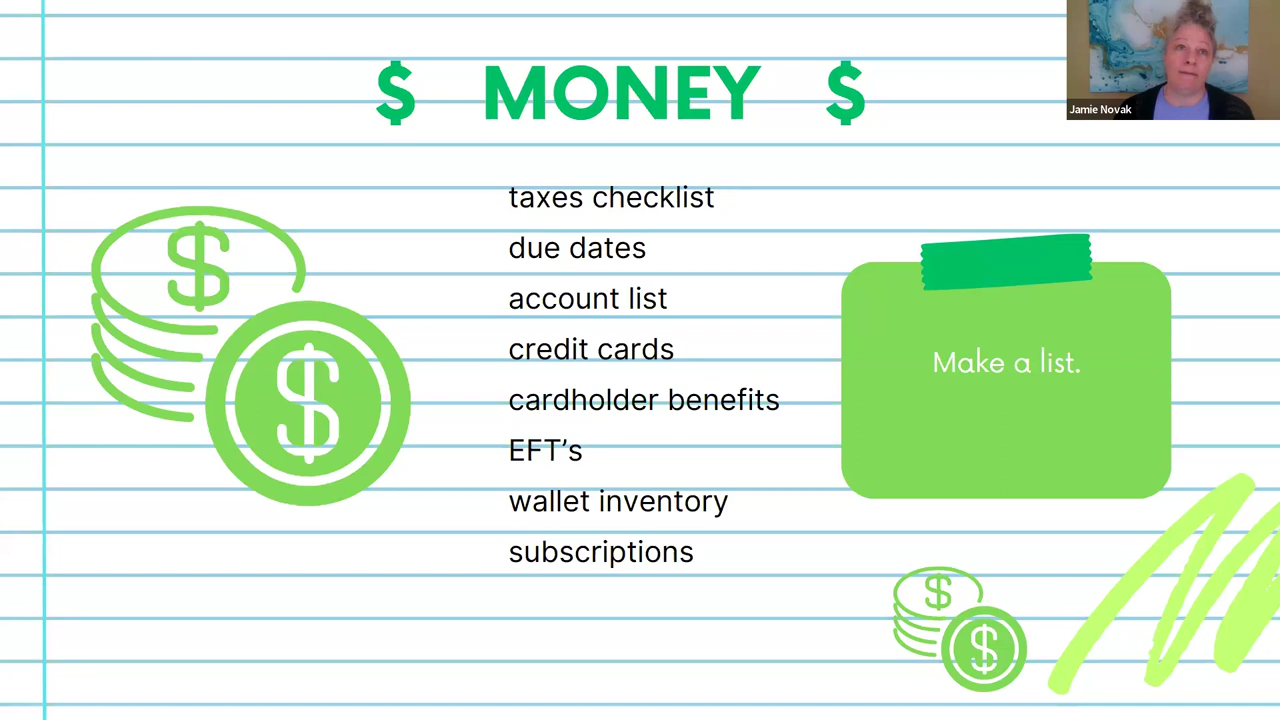 $ MONEY $
Jamie Novak
taxes checklist
due dates
account list
credit cards
cardholder benefits
EFT’s
wallet inventory
subscriptions
Make a list.
$
$
$
$